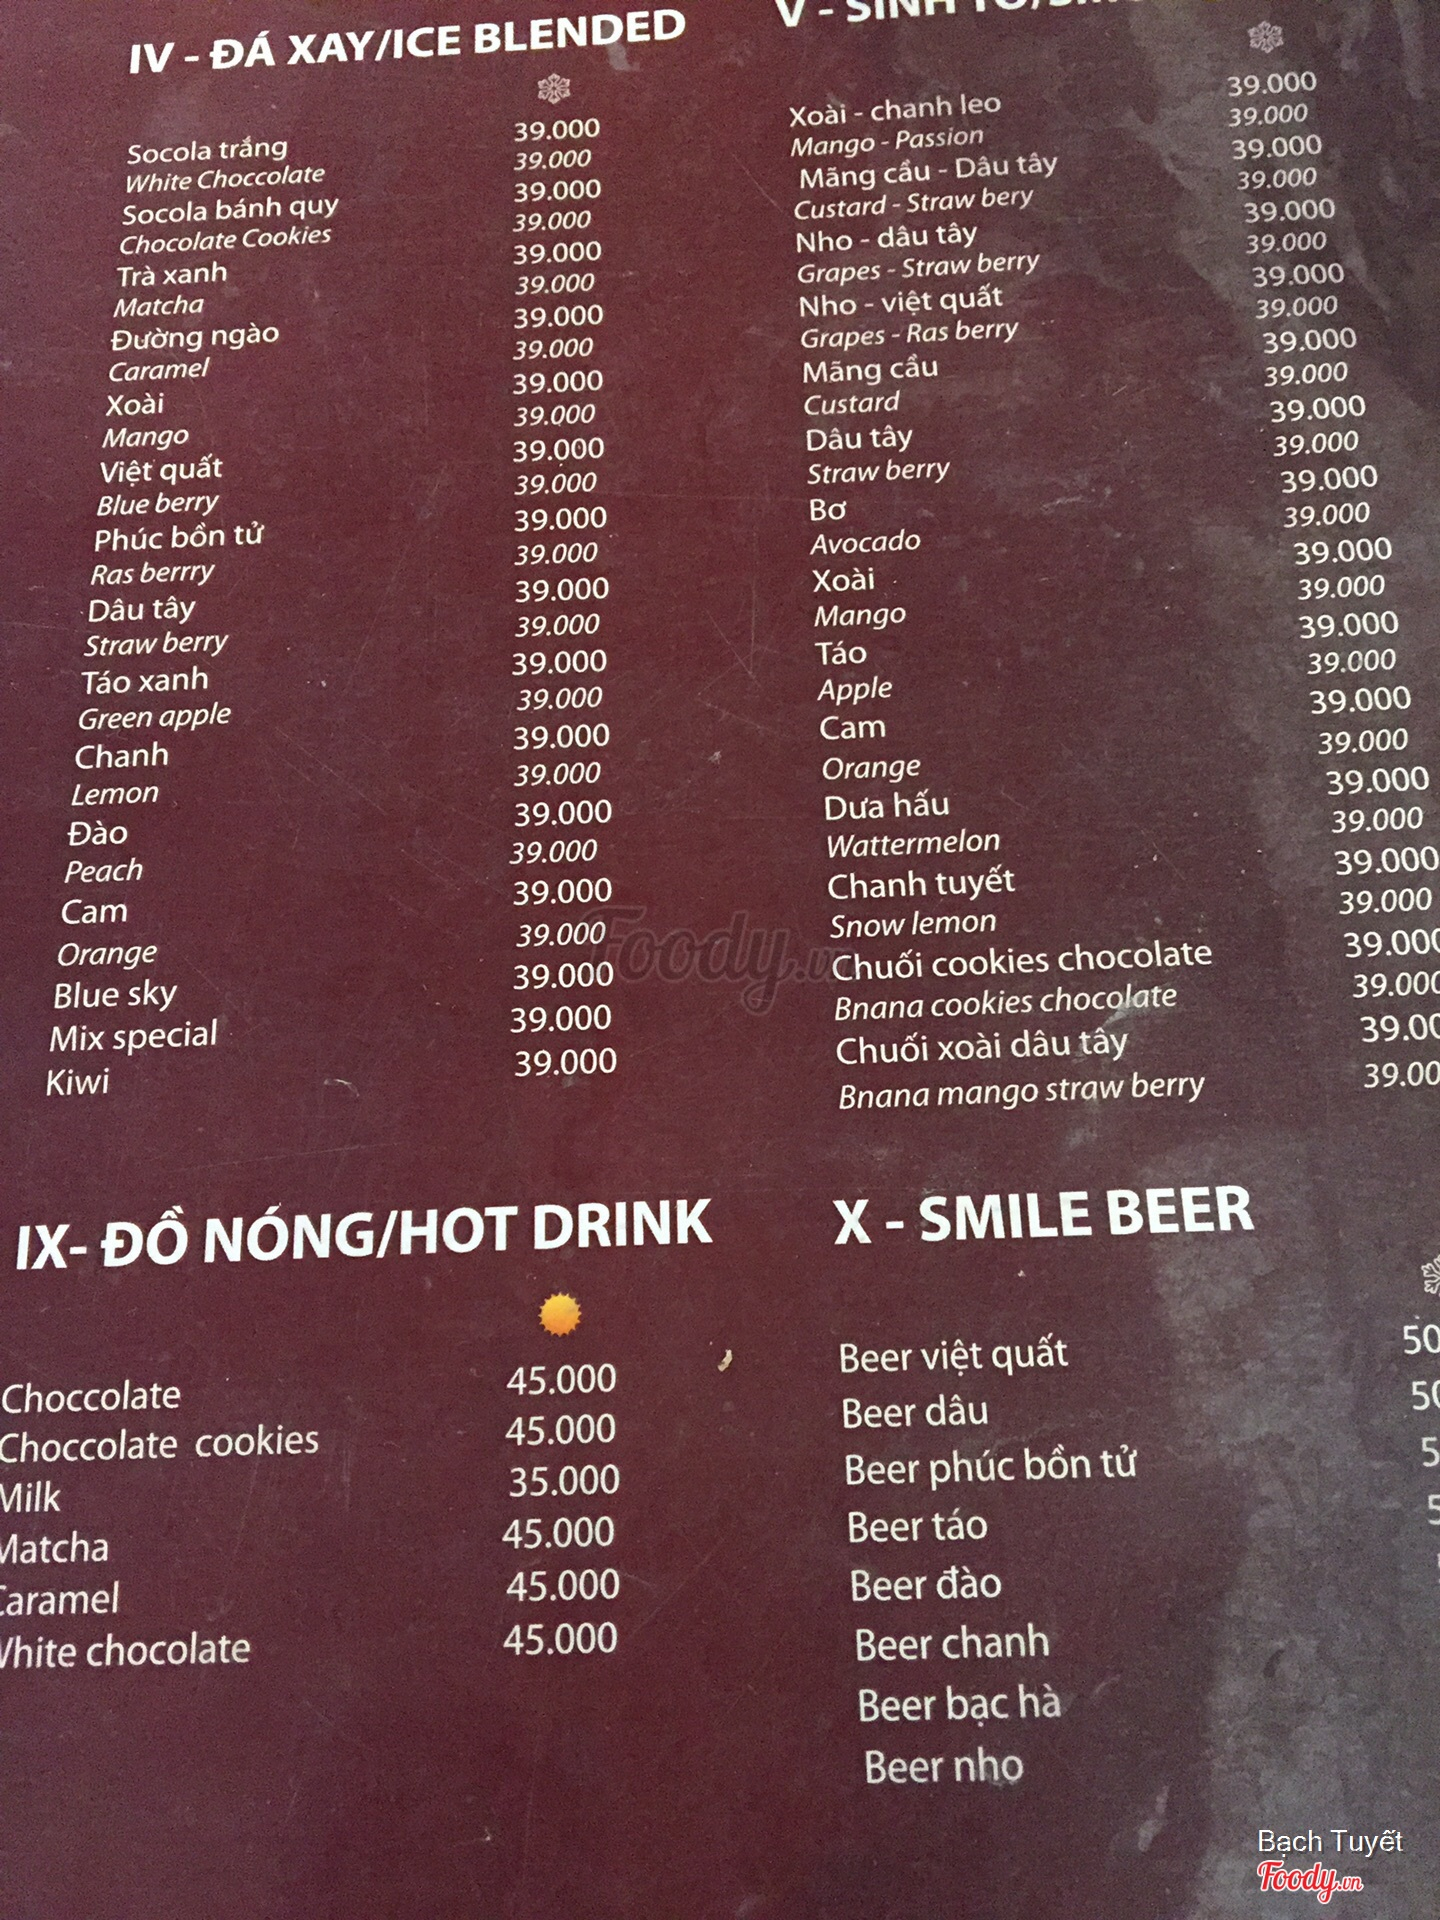 IV - ĐÁ XAY/ICE BLENDED
39.000
Socola trắng
39.000
White Choccolate
39.000
Socola bánh quy
39.000
Chocolate Cookies
39.000
Trà xanh
39.000
Matcha
39.000
Đường ngào
39.000
Caramel
39.000
Xoài
39.000
Mango
39.000
Việt quất
39.000
Blue berry
39.000
Phúc bồn tử
39.000
Ras berrry
39.000
Dâu tây
39.000
Straw berry
39.000
Táo xanh
39.000
Green apple
39.000
Chanh
39.000
Lemon
39.000
Đào
39.000
Peach
39.000
Cam
39.000
Orange
39.000
Blue sky
39.000
Mix special
39.000
Kiwi
V - SINH
39.000
Xoài - chanh leo
39.000
Mango - Passion
39.000
Mãng cầu - Dâu tây
39.000
Custard - Straw bery
39.000
Nho - dâu tây
39.000
Grapes - Straw berry
39.000
Nho - việt quất
39.000
Grapes - Ras berry
39.000
Mãng cầu
39.000
Custard
39.000
Dâu tây
39.000
Straw berry
39.000
Bơ
39.000
Avocado
39.000
Xoài
39.000
Mango
39.000
Táo
39.000
Apple
39.000
Cam
39.000
Orange
39.000
Dưa hấu
39.000
Wattermelon
39.000
Chanh tuyết
39.000
Snow lemon
39.000
Chuối cookies chocolate
39.000
Bnana cookies chocolate
39.00
Chuối xoài dâu tây
39.00
Bnana mango straw berry
Foody.vn
IX- ĐỒ NÓNG/HOT DRINK
Choccolate 45.000
Choccolate cookies 45.000
Milk 35.000
Matcha 45.000
Caramel 45.000
White chocolate 45.000
X - SMILE BEER
Beer việt quất 50
Beer dâu 50
Beer phúc bồn tử 5
Beer táo 5
Beer đào
Beer chanh
Beer bạc hà
Beer nho
Bạch Tuyết
Foody.vn